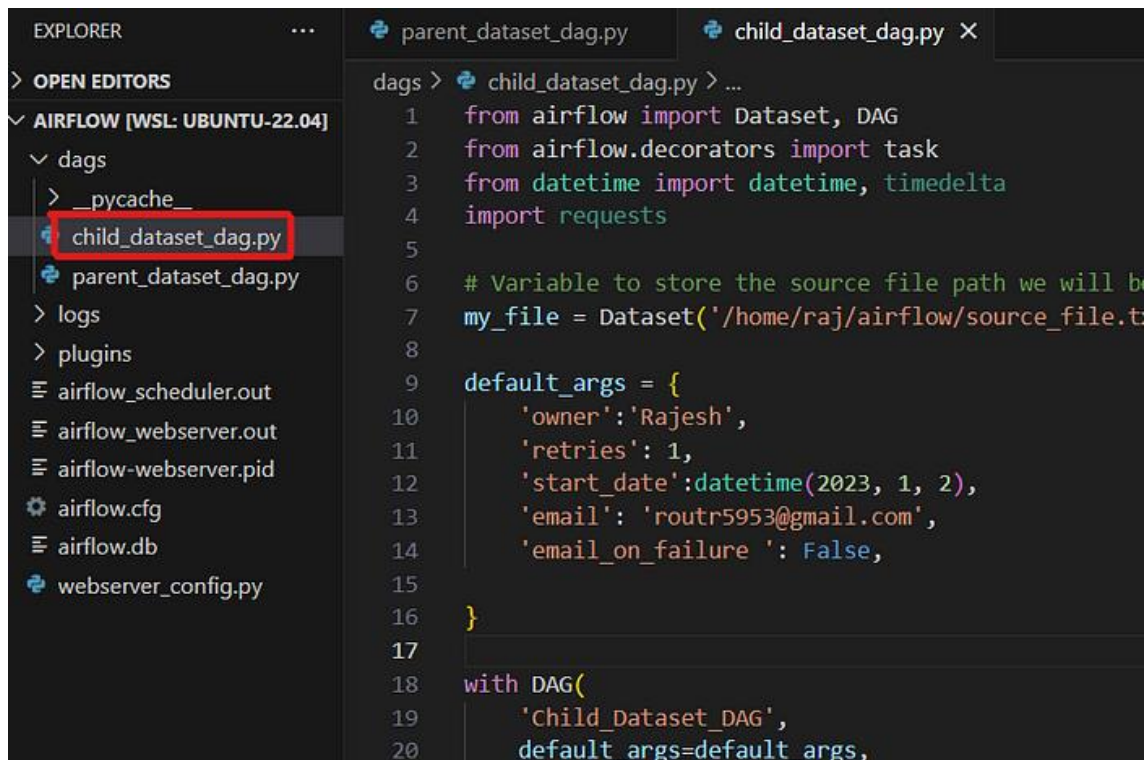 EXPLORER ...
OPEN EDITORS
AIRFLOW [WSL: UBUNTU-22.04]
dags
__pycache__
child_dataset_dag.py
parent_dataset_dag.py
logs
plugins
airflow_scheduler.out
airflow_webserver.out
airflow-webserver.pid
airflow.cfg
airflow.db
webserver_config.py
parent_dataset_dag.py child_dataset_dag.py ×
dags > child_dataset_dag.py > ...
1 from airflow import Dataset, DAG
2 from airflow.decorators import task
3 from datetime import datetime, timedelta
4 import requests
5
6 # Variable to store the source file path we will
7 my_file = Dataset('/home/raj/airflow/source_file.
8
9 default_args = {
10 'owner':'Rajesh',
11 'retries': 1,
12 'start_date':datetime(2023, 1, 2),
13 'email': 'routr5953@gmail.com',
14 'email_on_failure ': False,
15
16 }
17
18 with DAG(
19 'Child_Dataset_DAG',
20 default_args=default_args,